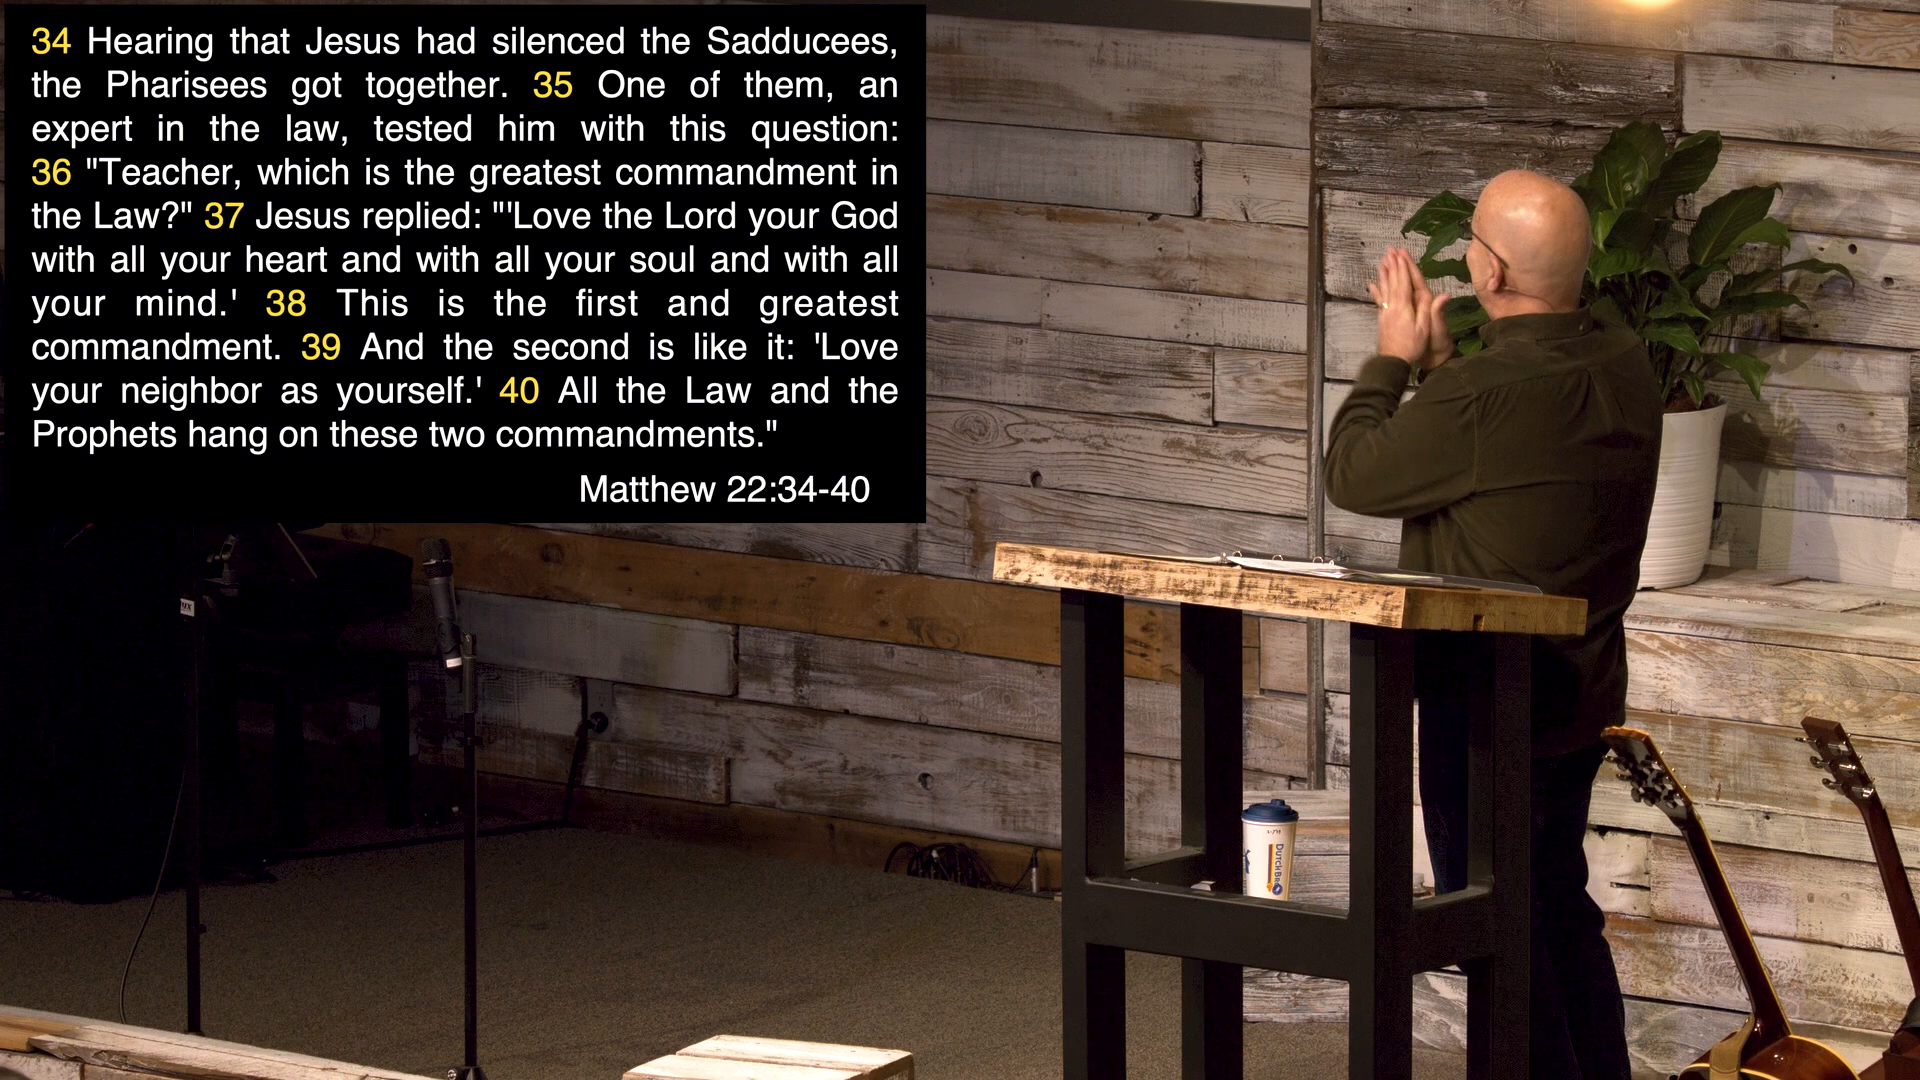 34 Hearing that Jesus had silenced the Sadducees,
the Pharisees got together. 35 One of them, an
expert in the law, tested him with this question:
36 "Teacher, which is the greatest commandment in
the Law?" 37 Jesus replied: "'Love the Lord your God
with all your heart and with all your soul and with all
your mind.' 38 This is the first and greatest
commandment. 39 And the second is like it: 'Love
your neighbor as yourself.' 40 All the Law and the
Prophets hang on these two commandments."
Matthew 22:34-40
DUTCH BRO